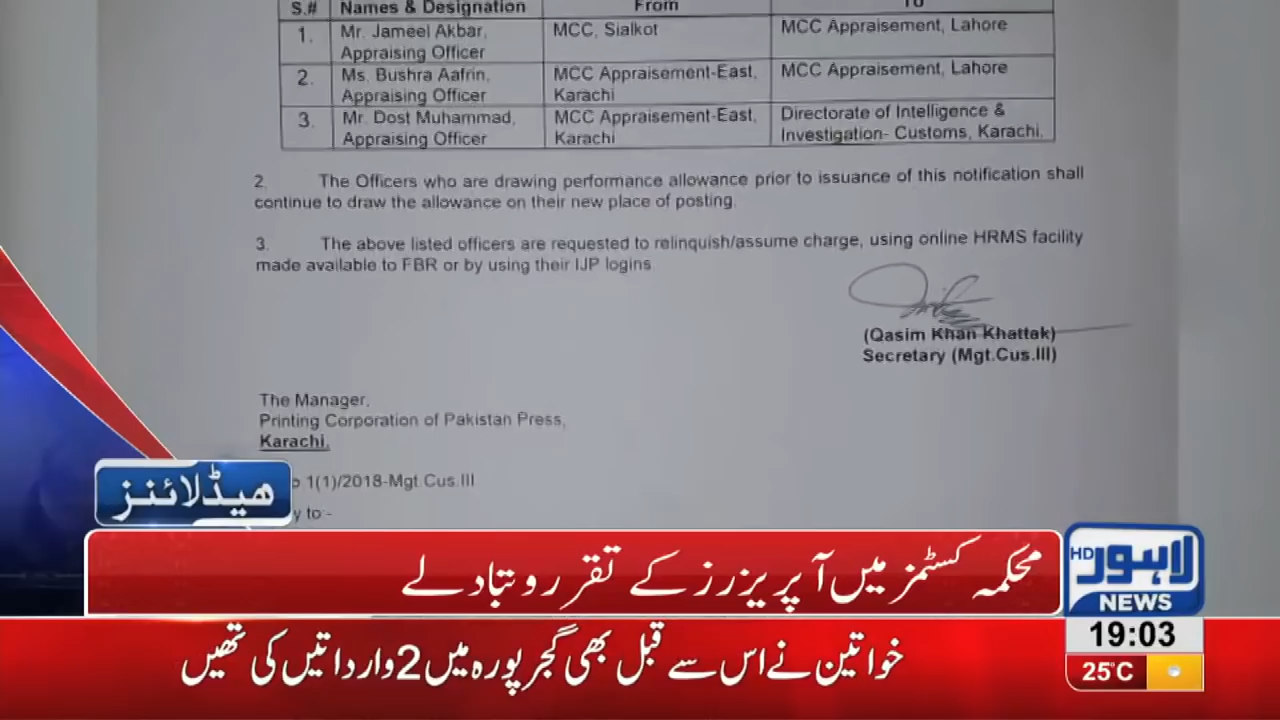 S.# Names & Designation From To
1. Mr. Jameel Akbar, Appraising Officer MCC, Sialkot MCC Appraisement, Lahore
2. Ms. Bushra Aafrin, Appraising Officer MCC Appraisement-East, Karachi MCC Appraisement, Lahore
3. Mr. Dost Muhammad, Appraising Officer MCC Appraisement-East, Karachi Directorate of Intelligence & Investigation- Customs, Karachi.
2. The Officers who are drawing performance allowance prior to issuance of this notification shall
continue to draw the allowance on their new place of posting.
3. The above listed officers are requested to relinquish/assume charge, using online HRMS facility
made available to FBR or by using their IJP logins
(Qasim Khan Khattak)
Secretary (Mgt.Cus.III)
The Manager,
Printing Corporation of Pakistan Press,
Karachi.
1(1)/2018-Mgt.Cus.III
y to:-
ھیڈلائنز
محکمہ کسٹمز میں آپریزرز کے تقررو تبادلے
خواتین نے اس سے قبل بھی گجرپورہ میں 2 وارداتیں کی تھیں
HD لاہور
NEWS
19:03
25°C